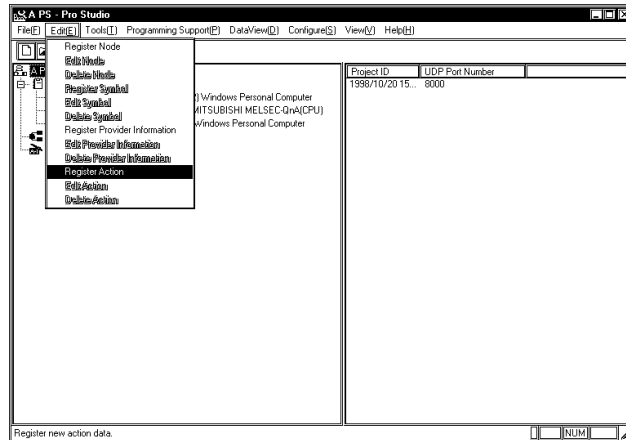 A PS - Pro Studio
File(F) Edit(E) Tools(T) Programming Support(P) DataView(D) Configure(S) View(V) Help(H)
Register Node
Edit Node
Delete Node
Register Symbol
Edit Symbol
Delete Symbol
Register Provider Information
Edit Provider Information
Delete Provider Information
Register Action
Edit Action
Delete Action
A P
) Windows Personal Computer
MITSUBISHI MELSEC-QnA(CPU)
Windows Personal Computer
Project ID UDP Port Number
1998/10/20 15... 8000
Register new action data.
NUM